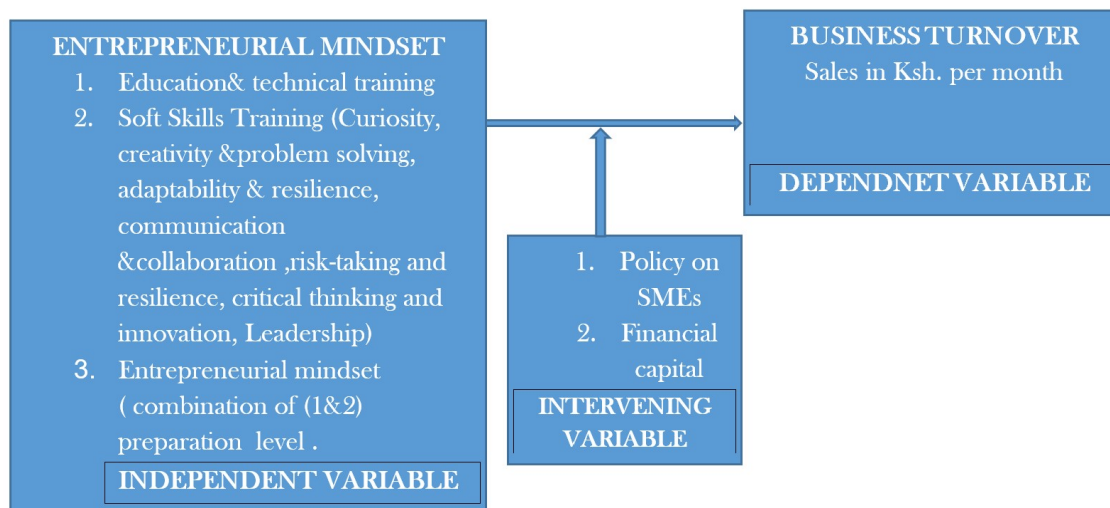 ENTREPRENEURIAL MINDSET
1. Education& technical training
2. Soft Skills Training (Curiosity,
creativity &problem solving,
adaptability & resilience,
communication
&collaboration ,risk-taking and
resilience, critical thinking and
innovation, Leadership)
3. Entrepreneurial mindset
( combination of (1&2)
preparation level .
INDEPENDENT VARIABLE
1. Policy on
SMEs
2. Financial
capital
INTERVENING
VARIABLE
BUSINESS TURNOVER
Sales in Ksh. per month
DEPENDNET VARIABLE